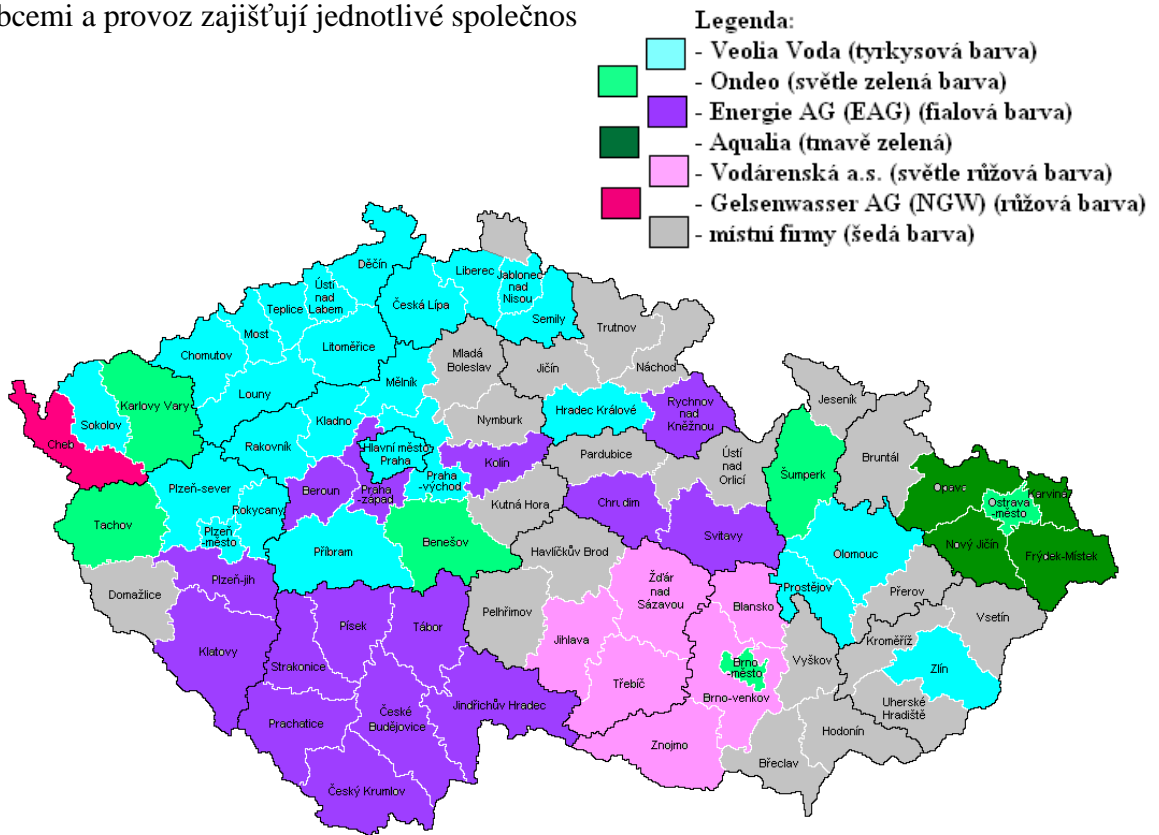 bcemi a provoz zajišťují jednotlivé společnos
Legenda:
- Veolia Voda (tyrkysová barva)
- Ondeo (světle zelená barva)
- Energie AG (EAG) (fialová barva)
- Aqualia (tmavě zelená)
- Vodárenská a.s. (světle růžová barva)
- Gelsenwasser AG (NGW) (růžová barva)
- místní firmy (šedá barva)
Děčín
Liberec
Jablonec
nad
Nisou
Ústí
nad
Labem
Teplice
Česká Lípa
Semily
Most
Trutnov
Litoměřice
Chomutov
Mladá
Boleslav
Jičín
Náchod
Mělník
Louny
Karlovy Vary
Rychnov
nad
Kněžnou
Jeseník
Sokolov
Kladno
Nymburk
Hradec Králové
Cheb
Rakovník
Hlavní město
Praha
Kolín
Pardubice
Ústí
nad
Orlicí
Šumperk
Bruntál
Plzeň-sever
Beroun
Praha
-západ
Praha
-východ
Opava
Karviná
Ostrava
-město
Rokycany
Kutná Hora
Chrudim
Tachov
Plzeň
-město
Příbram
Benešov
Svitavy
Nový Jičín
Frýdek-Místek
Havlíčkův Brod
Olomouc
Plzeň-jih
Domažlice
Žďár
nad
Sázavou
Prostějov
Přerov
Pelhřimov
Blansko
Vsetín
Písek
Tábor
Jihlava
Kroměříž
Klatovy
Strakonice
Třebíč
Brno
-město
Vyškov
Zlín
Brno-venkov
Jindřichův Hradec
Uherské
Hradiště
Prachatice
České
Budějovice
Znojmo
Hodonín
Břeclav
Český Krumlov